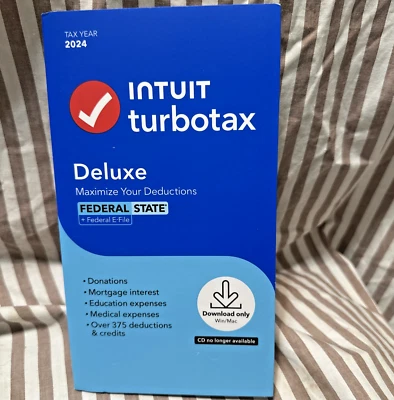 TAX YEAR
2024
INTUIT
turbotax
Deluxe
Maximize Your Deductions
FEDERAL STATE
+ Federal E-File
• Donations
• Mortgage interest
• Education expenses
• Medical expenses
• Over 375 deductions
& credits
Download only
Win/Mac
CD no longer available